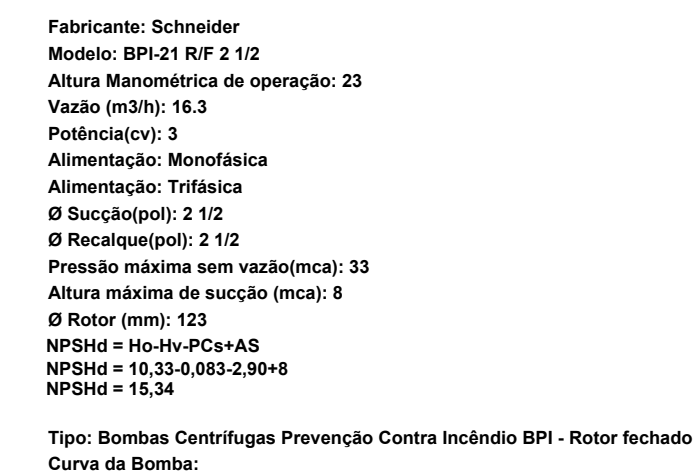 Fabricante: Schneider
Modelo: BPI-21 R/F 2 1/2
Altura Manométrica de operação: 23
Vazão (m3/h): 16.3
Potência(cv): 3
Alimentação: Monofásica
Alimentação: Trifásica
Ø Sucção(pol): 2 1/2
Ø Recalque(pol): 2 1/2
Pressão máxima sem vazão(mca): 33
Altura máxima de sucção (mca): 8
Ø Rotor (mm): 123
NPSHd = Ho-Hv-PCs+AS
NPSHd = 10,33-0,083-2,90+8
NPSHd = 15,34
Tipo: Bombas Centrífugas Prevenção Contra Incêndio BPI - Rotor fechado
Curva da Bomba: